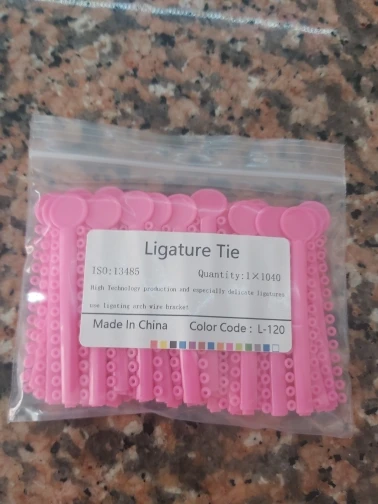 Ligature Tie
ISO:13485 Quantity:1×1040
High Technology production and especially delicate ligatures
use ligating arch wire bracket
Made In China Color Code : L-120